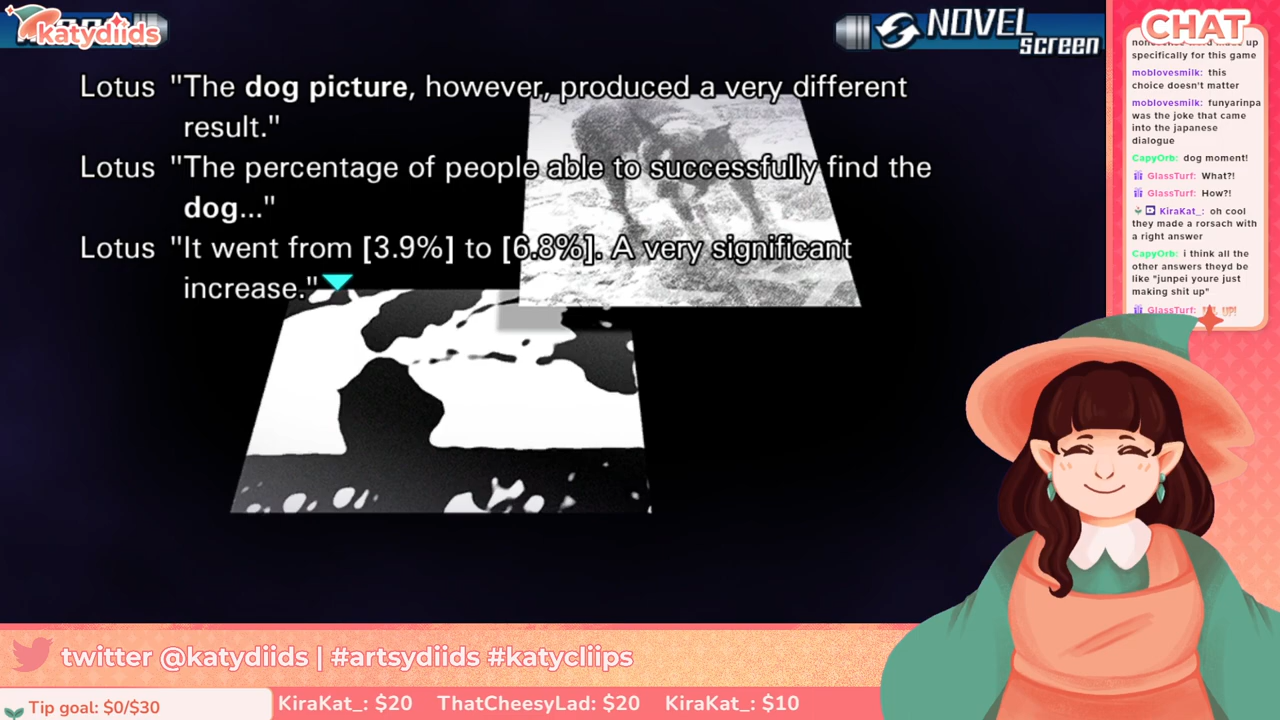 katydiids
NOVEL
Screen
CHAT
Lotus "The dog picture, however, produced a very different
result."
Lotus "The percentage of people able to successfully find the
dog..."
Lotus "It went from [3.9%] to [6.8%]. A very significant
increase."
specifically for this game
moblovesmilk: this
choice doesn't matter
moblovesmilk: funyarinpa
was the joke that came
into the japanese
dialogue
CapyOrb: dog moment!
GlassTurf: What?!
GlassTurf: How?!
KiraKat_: oh cool
they made a rorsach with
a right answer
CapyOrb: i think all the
other answers theyd be
like "junpei youre just
making shit up"
GlassTurf:
twitter @katydiids | #artsydiids #katycliips
Tip goal: $0/$30
KiraKat_: $20 ThatCheesyLad: $20 KiraKat_: $10